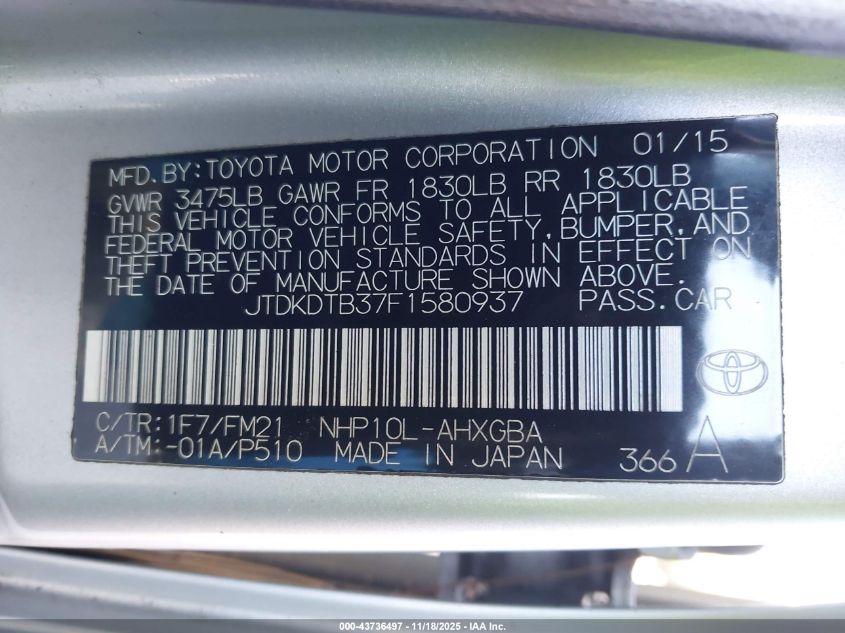 MFD.BY:TOYOTA MOTOR CORPORATION 01/15
GVWR 3475LB GAWR FR 1830LB RR 1830LB
THIS VEHICLE CONFORMS TO ALL APPLICABLE
FEDERAL MOTOR VEHICLE SAFETY,BUMPER,AND
THEFT PREVENTION STANDARDS IN EFFECT ON
THE DATE OF MANUFACTURE SHOWN ABOVE.
JTDKDTB37F1580937 PASS.CAR
C/TR:1F7/FM21 NHP10L-AHXGBA
A/TM:-01A/P510 MADE IN JAPAN 366 A
000-43736497 - 11/18/2025 - IAA Inc.